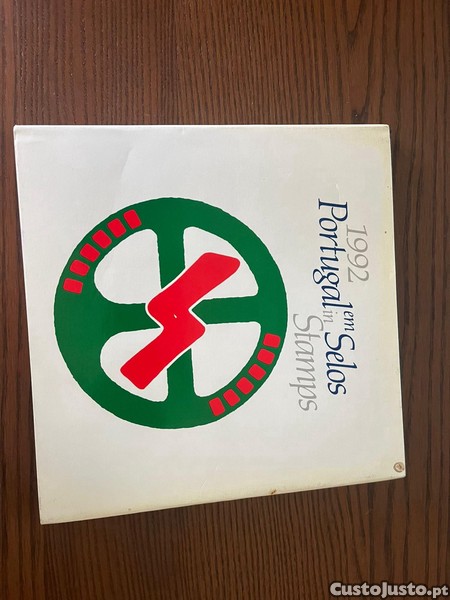 1992
Portugal em Selos
in Stamps
CustoJusto.pt